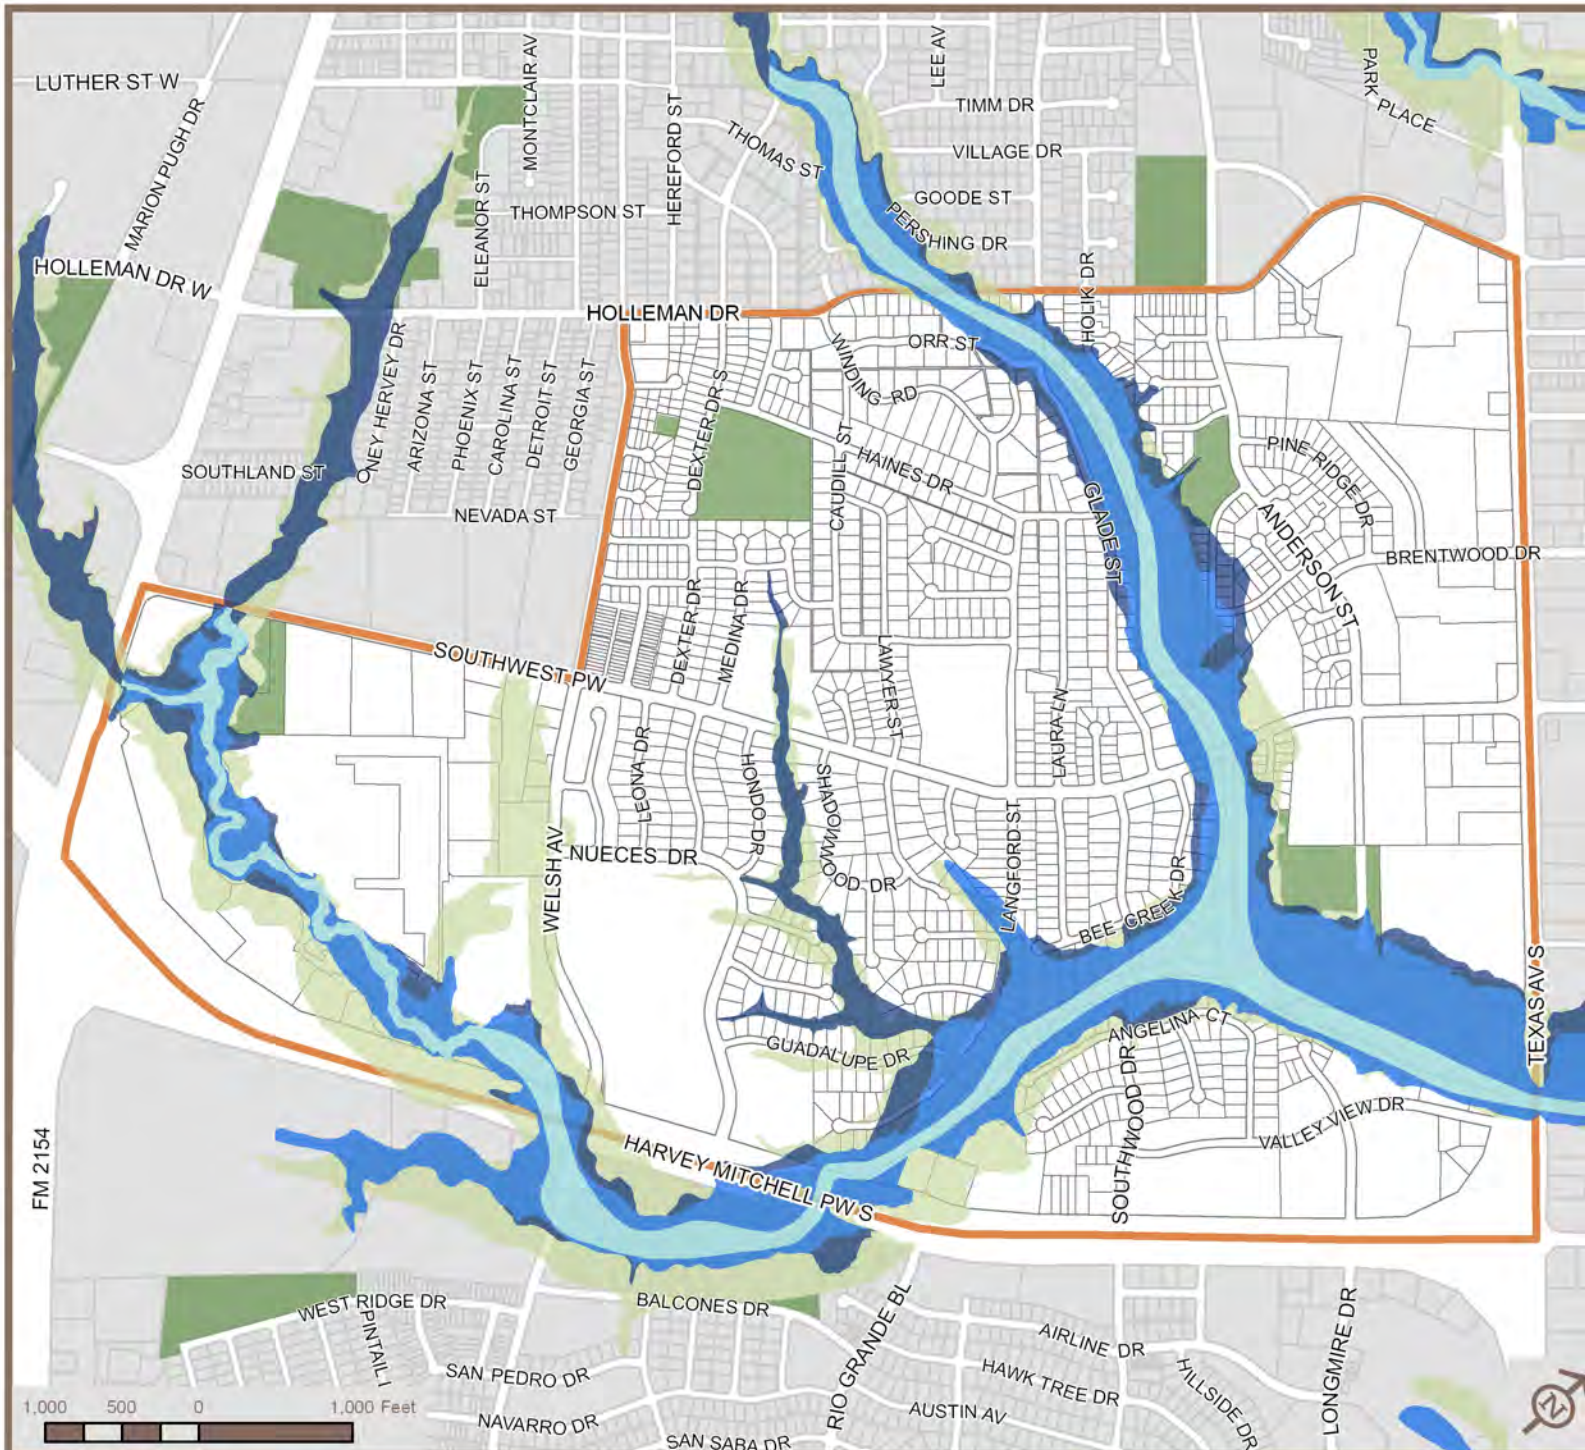 LUTHER ST W
MARION PUGH DR
MONTCLAIR AV
LEE AV
PARK PLACE
TIMM DR
HEREFORD ST
THOMAS ST
VILLAGE DR
ELEANOR ST
THOMPSON ST
GOODE ST
PERSHING DR
HOLLEMAN DR W
HOLIK DR
HOLLEMAN DR
ORR ST
WINDING RD
ONEY HERVEY DR
ARIZONA ST
PHOENIX ST
CAROLINA ST
DETROIT ST
GEORGIA ST
DEXTER DR S
CAUDILL ST
HAINES DR
PINE RIDGE DR
SOUTHLAND ST
NEVADA ST
GLADE ST
ANDERSON ST
BRENTWOOD DR
DEXTER DR
MEDINA DR
SOUTHWEST PW
LAWYER ST
LAURA LN
LEONA DR
HONDO DR
SHADOWWOOD DR
LANGFORD ST
NUECES DR
WELSH AV
BEE CREEK DR
TEXAS AV S
ANGELINA CT
GUADALUPE DR
SOUTHWOOD DR
VALLEY VIEW DR
FM 2154
HARVEY MITCHELL PW S
WEST RIDGE DR
PINTAIL
BALCONES DR
RIO GRANDE BL
AIRLINE DR
LONGMIRE DR
SAN PEDRO DR
HAWK TREE DR
HILLSIDE DR
NAVARRO DR
AUSTIN AV
SAN SABA DR
1,000 500 0 1,000 Feet
N